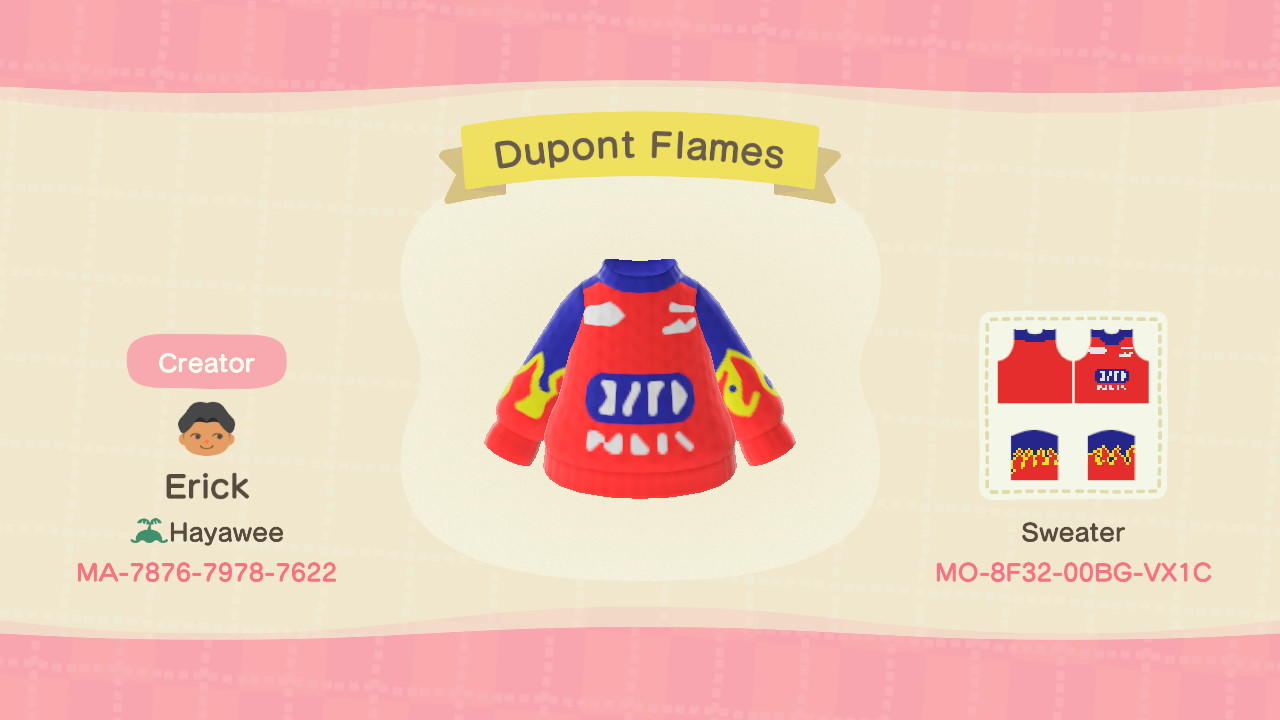 Dupont Flames
Creator
Erick
Hayawee
MA-7876-7978-7622
Sweater
MO-8F32-00BG-VX1C